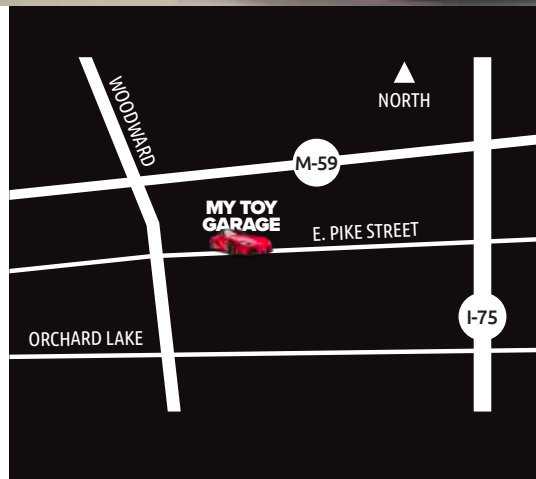 WOODWARD
NORTH
M-59
MY TOY
GARAGE
E. PIKE STREET
I-75
ORCHARD LAKE